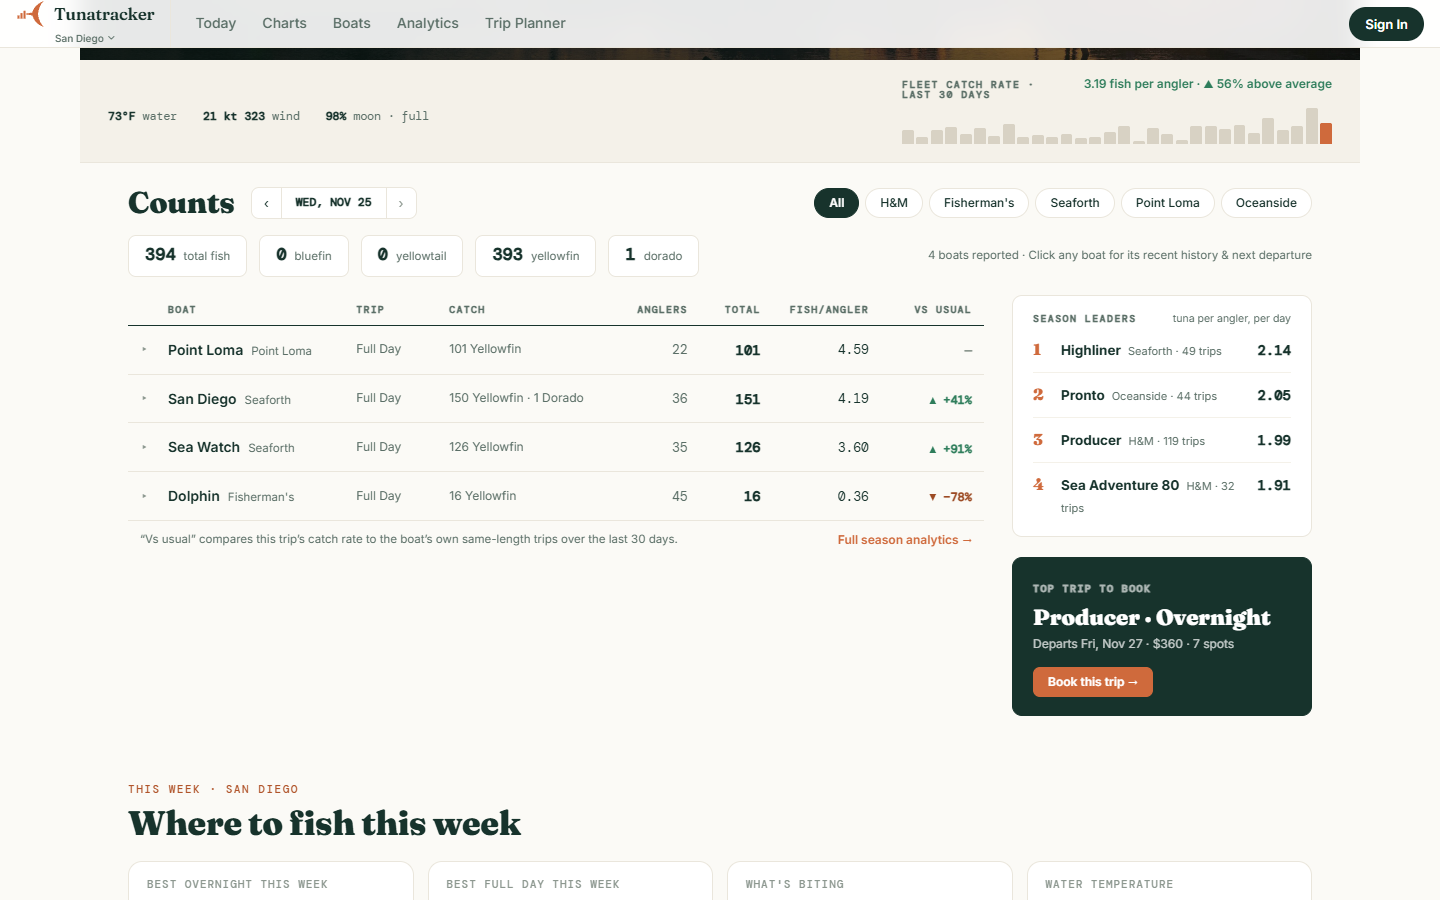 Tunatracker
San Diego
Today Charts Boats Analytics Trip Planner
Sign In
73°F water 21 kt 323 wind 98% moon · full
FLEET CATCH RATE ·
LAST 30 DAYS
3.19 fish per angler · ▲ 56% above average
Counts
‹ WED, NOV 25 ›
All H&M Fisherman's Seaforth Point Loma Oceanside
394 total fish 0 bluefin 0 yellowtail 393 yellowfin 1 dorado
4 boats reported · Click any boat for its recent history & next departure
BOAT TRIP CATCH ANGLERS TOTAL FISH/ANGLER VS USUAL
▸ Point Loma Point Loma Full Day 101 Yellowfin 22 101 4.59 —
▸ San Diego Seaforth Full Day 150 Yellowfin · 1 Dorado 36 151 4.19 ▲ +41%
▸ Sea Watch Seaforth Full Day 126 Yellowfin 35 126 3.60 ▲ +91%
▸ Dolphin Fisherman's Full Day 16 Yellowfin 45 16 0.36 ▼ −78%
“Vs usual” compares this trip’s catch rate to the boat’s own same-length trips over the last 30 days.
Full season analytics →
SEASON LEADERS tuna per angler, per day
1 Highliner Seaforth · 49 trips 2.14
2 Pronto Oceanside · 44 trips 2.05
3 Producer H&M · 119 trips 1.99
4 Sea Adventure 80 H&M · 32 1.91
trips
TOP TRIP TO BOOK
Producer · Overnight
Departs Fri, Nov 27 · $360 · 7 spots
Book this trip →
THIS WEEK · SAN DIEGO
Where to fish this week
BEST OVERNIGHT THIS WEEK
BEST FULL DAY THIS WEEK
WHAT'S BITING
WATER TEMPERATURE